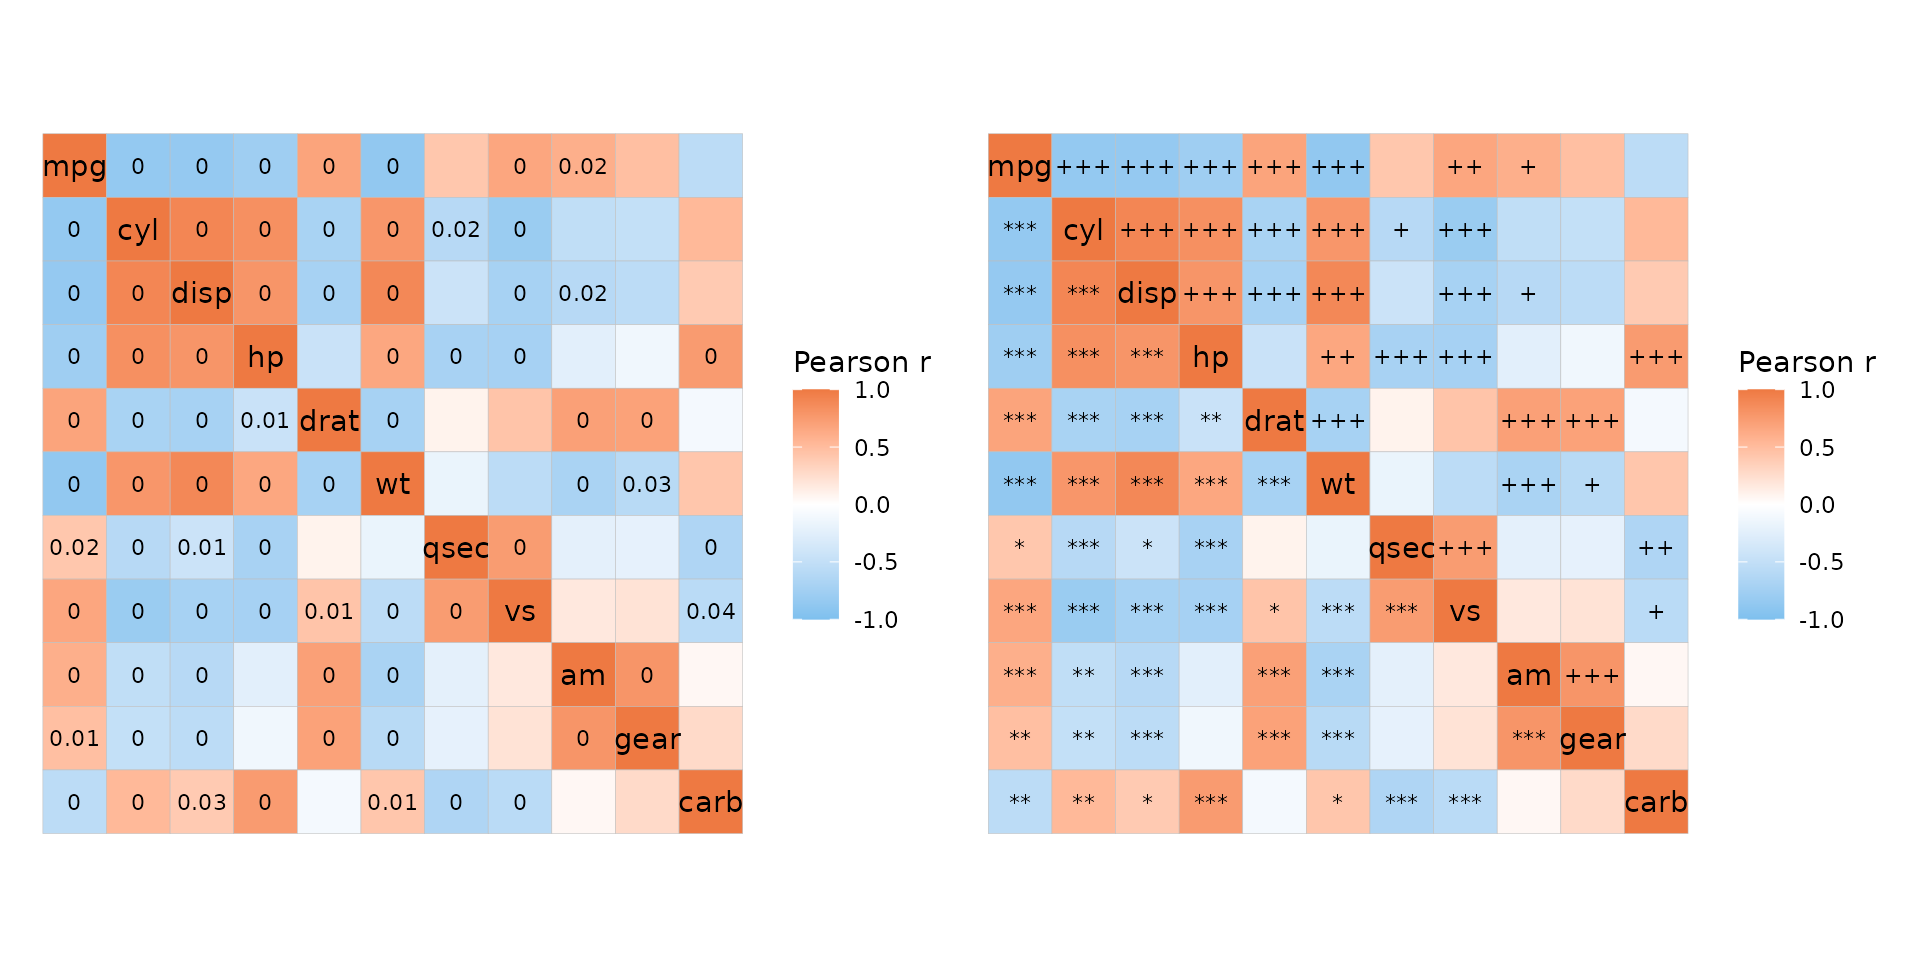 mpg 0 0 0 0 0 0 0.02
0 cyl 0 0 0 0 0.02 0
0 0 disp 0 0 0 0 0.02
0 0 0 hp 0 0 0 0
0 0 0 0.01 drat 0 0 0
0 0 0 0 0 wt 0 0.03
0.02 0 0.01 0 qsec 0 0
0 0 0 0 0.01 0 0 vs 0.04
0 0 0 0 0 am 0
0.01 0 0 0 0 0 gear
0 0 0.03 0 0.01 0 0 carb
Pearson r
1.0
0.5
0.0
-0.5
-1.0
mpg +++ +++ +++ +++ +++ ++ +
*** cyl +++ +++ +++ +++ + +++
*** *** disp +++ +++ +++ +++ +
*** *** *** hp ++ +++ +++ +++
*** *** *** ** drat +++ +++ +++
*** *** *** *** *** wt +++ +
* *** * *** qsec +++ ++
*** *** *** *** * *** *** vs +
*** ** *** *** *** am +++
** ** *** *** *** *** gear
** ** * *** * *** *** carb
Pearson r
1.0
0.5
0.0
-0.5
-1.0